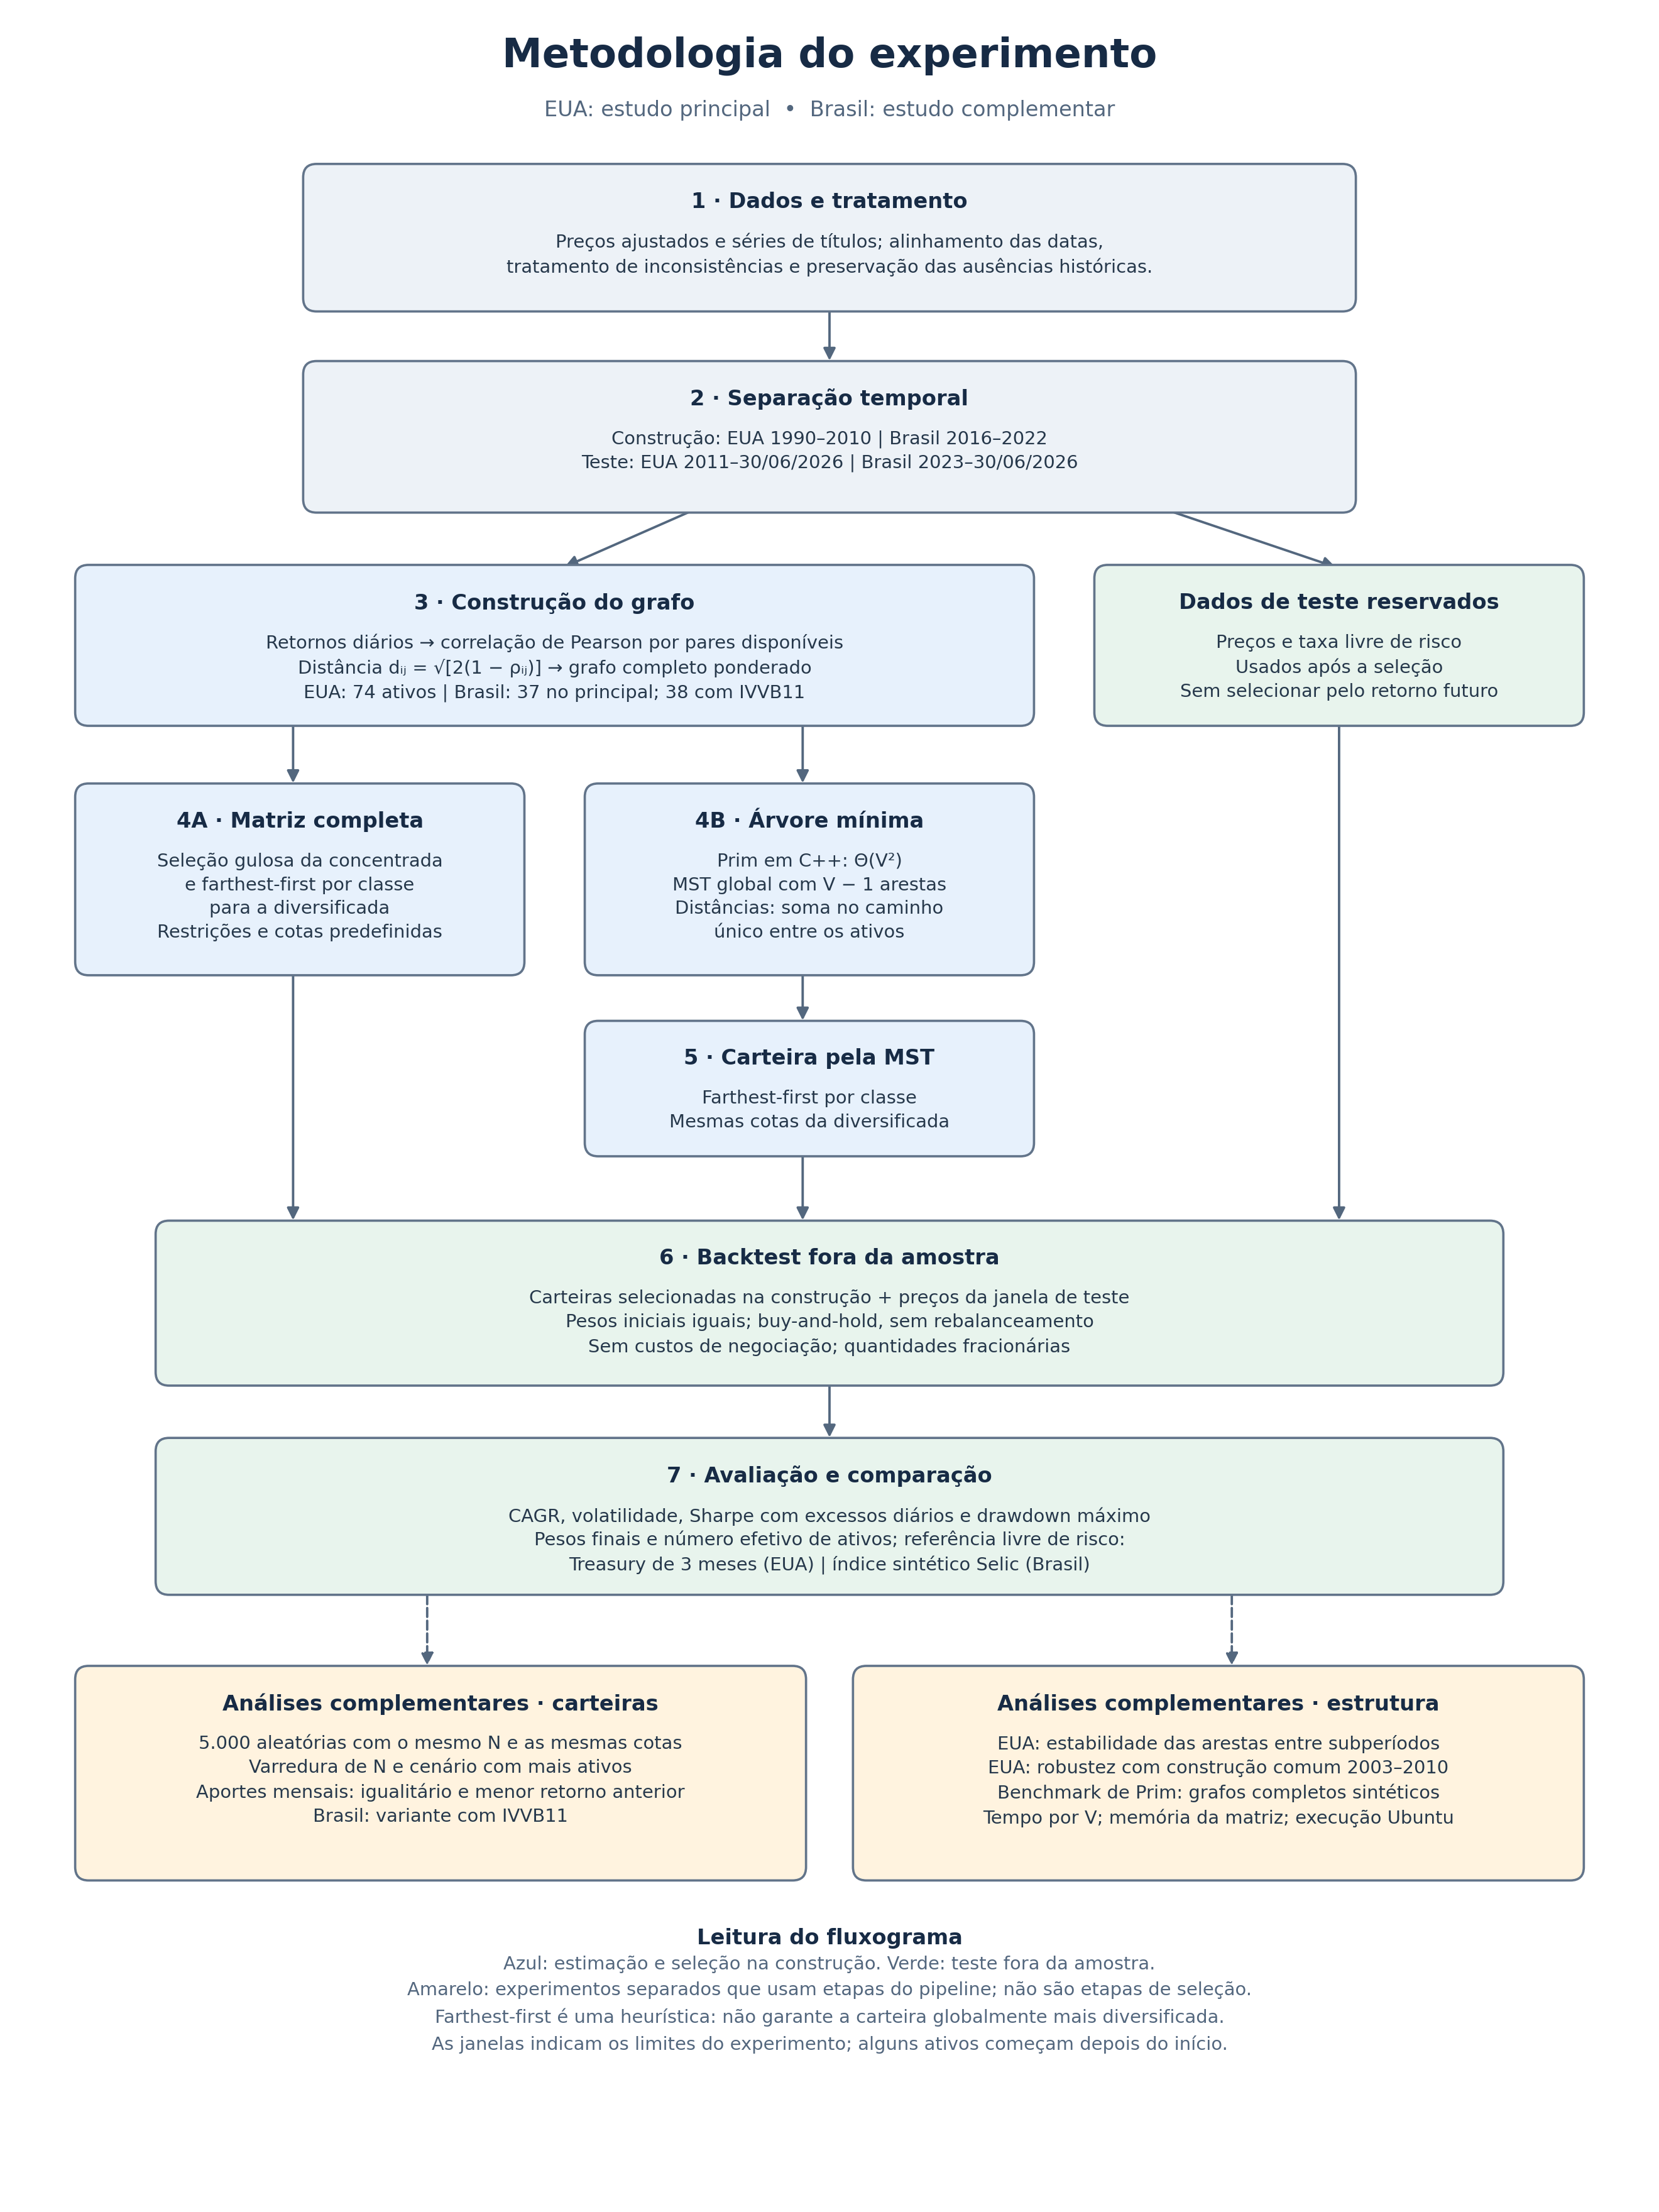 Metodologia do experimento
EUA: estudo principal • Brasil: estudo complementar
1 · Dados e tratamento
Preços ajustados e séries de títulos; alinhamento das datas,
tratamento de inconsistências e preservação das ausências históricas.
2 · Separação temporal
Construção: EUA 1990–2010 | Brasil 2016–2022
Teste: EUA 2011–30/06/2026 | Brasil 2023–30/06/2026
3 · Construção do grafo
Retornos diários → correlação de Pearson por pares disponíveis
Distância dᵢⱼ = √[2(1 − ρᵢⱼ)] → grafo completo ponderado
EUA: 74 ativos | Brasil: 37 no principal; 38 com IVVB11
Dados de teste reservados
Preços e taxa livre de risco
Usados após a seleção
Sem selecionar pelo retorno futuro
4A · Matriz completa
Seleção gulosa da concentrada
e farthest-first por classe
para a diversificada
Restrições e cotas predefinidas
4B · Árvore mínima
Prim em C++: Θ(V²)
MST global com V − 1 arestas
Distâncias: soma no caminho
único entre os ativos
5 · Carteira pela MST
Farthest-first por classe
Mesmas cotas da diversificada
6 · Backtest fora da amostra
Carteiras selecionadas na construção + preços da janela de teste
Pesos iniciais iguais; buy-and-hold, sem rebalanceamento
Sem custos de negociação; quantidades fracionárias
7 · Avaliação e comparação
CAGR, volatilidade, Sharpe com excessos diários e drawdown máximo
Pesos finais e número efetivo de ativos; referência livre de risco:
Treasury de 3 meses (EUA) | índice sintético Selic (Brasil)
Análises complementares · carteiras
5.000 aleatórias com o mesmo N e as mesmas cotas
Varredura de N e cenário com mais ativos
Aportes mensais: igualitário e menor retorno anterior
Brasil: variante com IVVB11
Análises complementares · estrutura
EUA: estabilidade das arestas entre subperíodos
EUA: robustez com construção comum 2003–2010
Benchmark de Prim: grafos completos sintéticos
Tempo por V; memória da matriz; execução Ubuntu
Leitura do fluxograma
Azul: estimação e seleção na construção. Verde: teste fora da amostra.
Amarelo: experimentos separados que usam etapas do pipeline; não são etapas de seleção.
Farthest-first é uma heurística: não garante a carteira globalmente mais diversificada.
As janelas indicam os limites do experimento; alguns ativos começam depois do início.